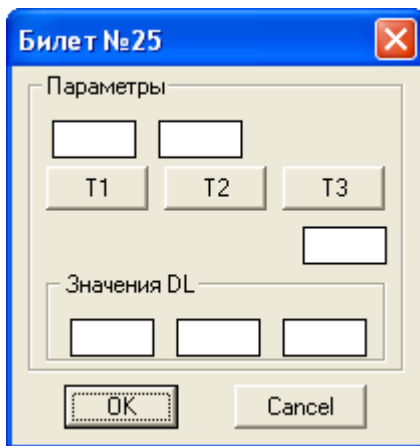 Билет №25
Параметры
T1 T2 T3
Значения DL
OK Cancel